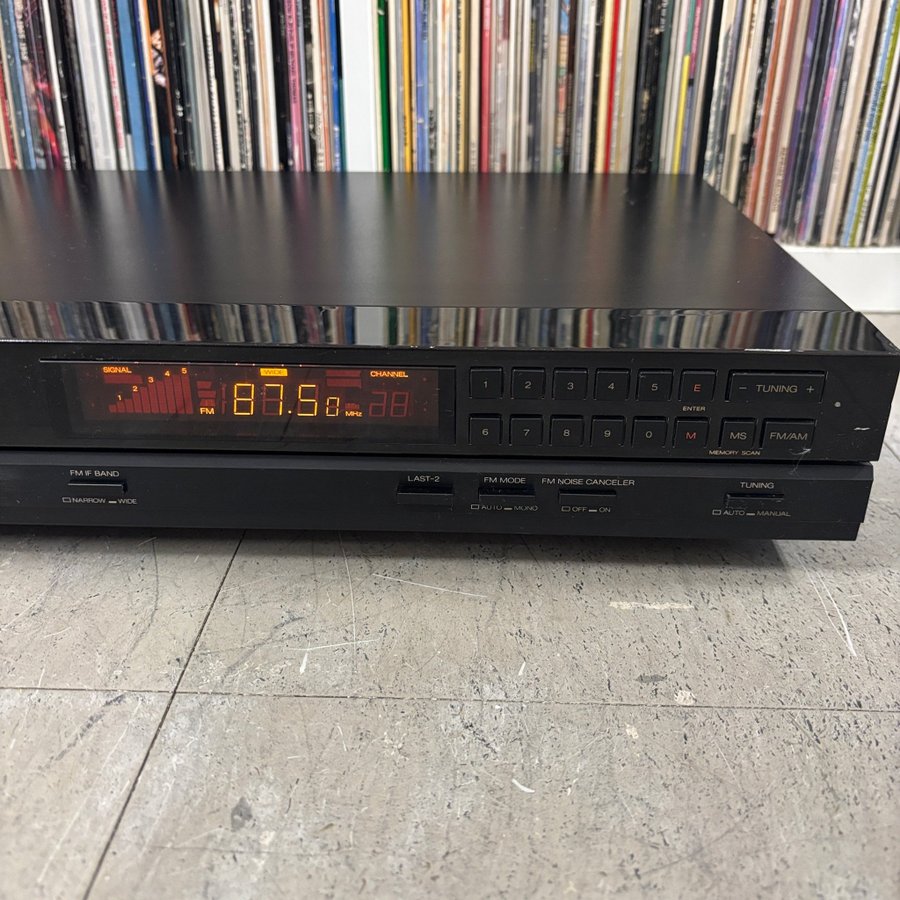 SIGNAL WIDE CHANNEL
1 2 3 4 5
FM 87.50 MHz 28
1 2 3 4 5 E - TUNING +
ENTER
6 7 8 9 0 M MS FM/AM
MEMORY SCAN
FM IF BAND LAST-2 FM MODE FM NOISE CANCELER TUNING
NARROW WIDE AUTO MONO OFF ON AUTO MANUAL